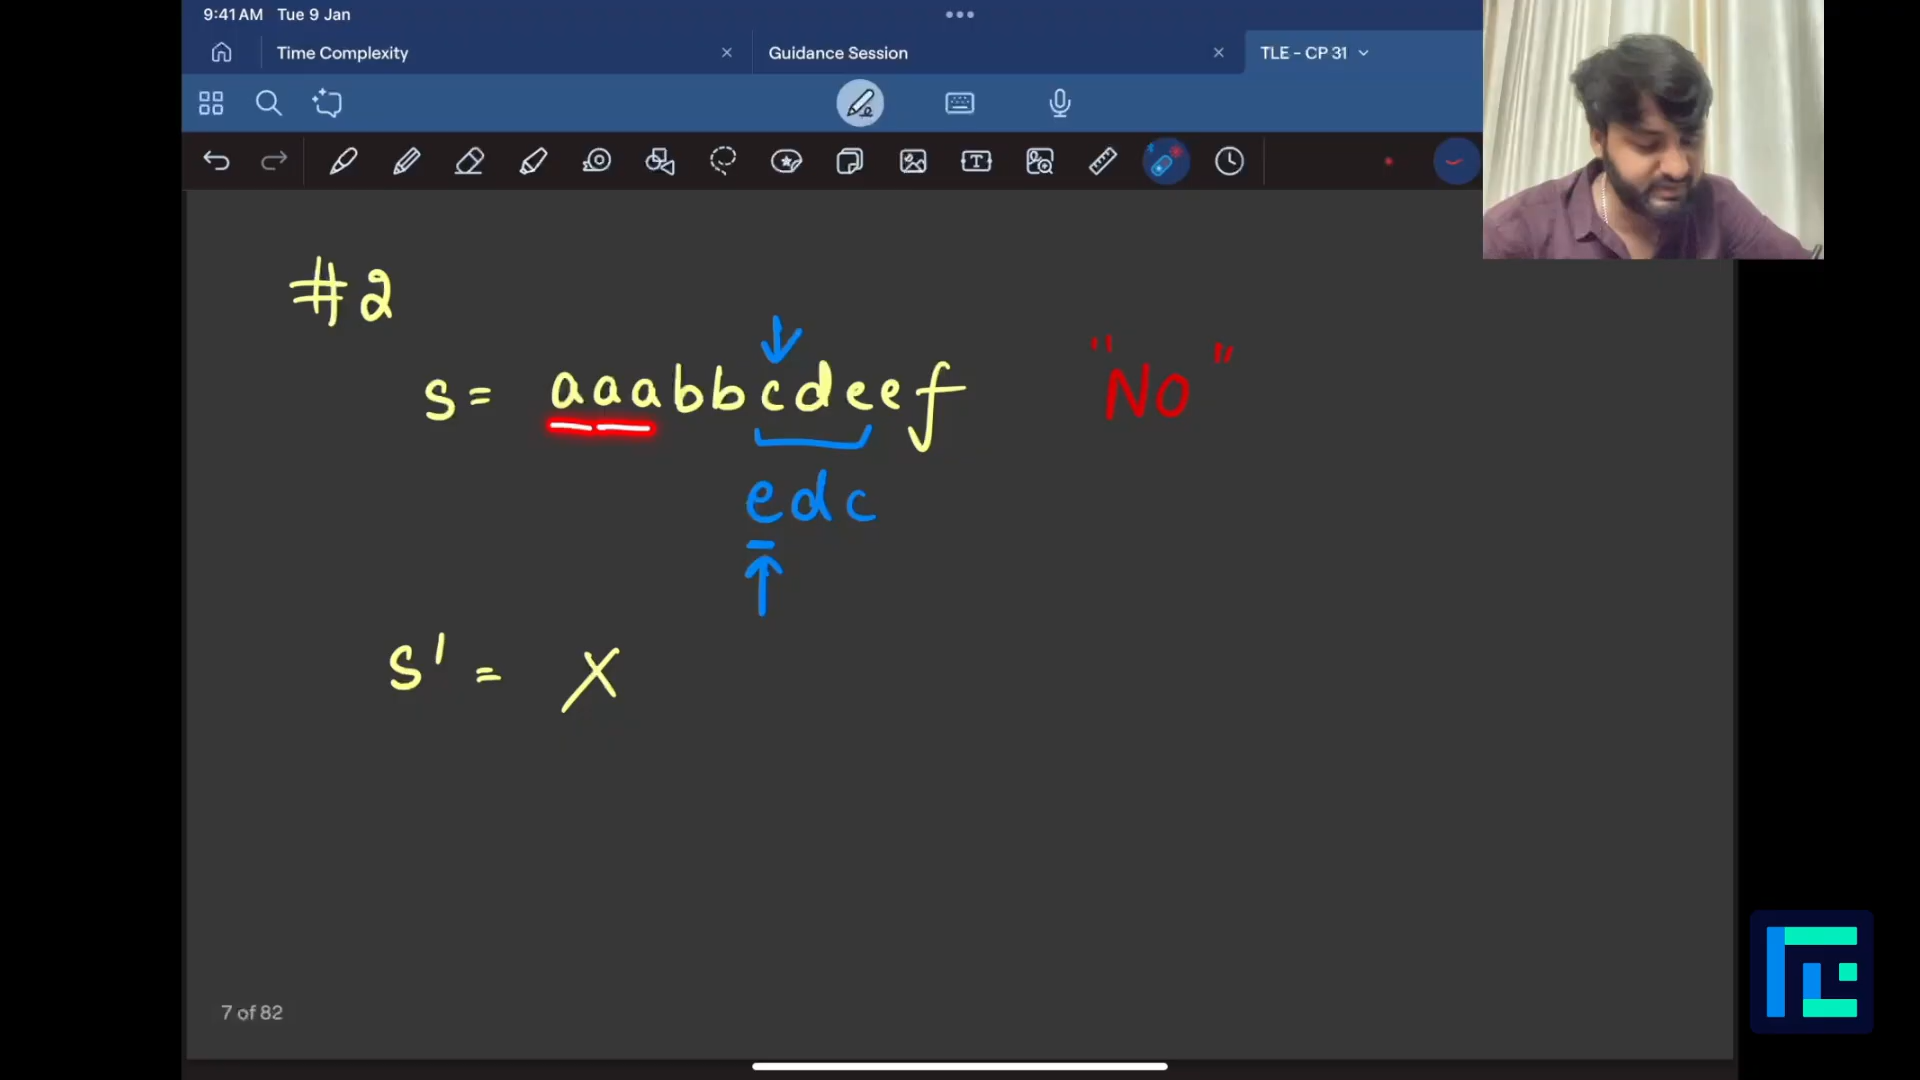 9:41 AM Tue 9 Jan
Time Complexity
Guidance Session
TLE - CP 31
#2
s = aaabbcdeef
"NO"
edc
s' = X
7 of 82